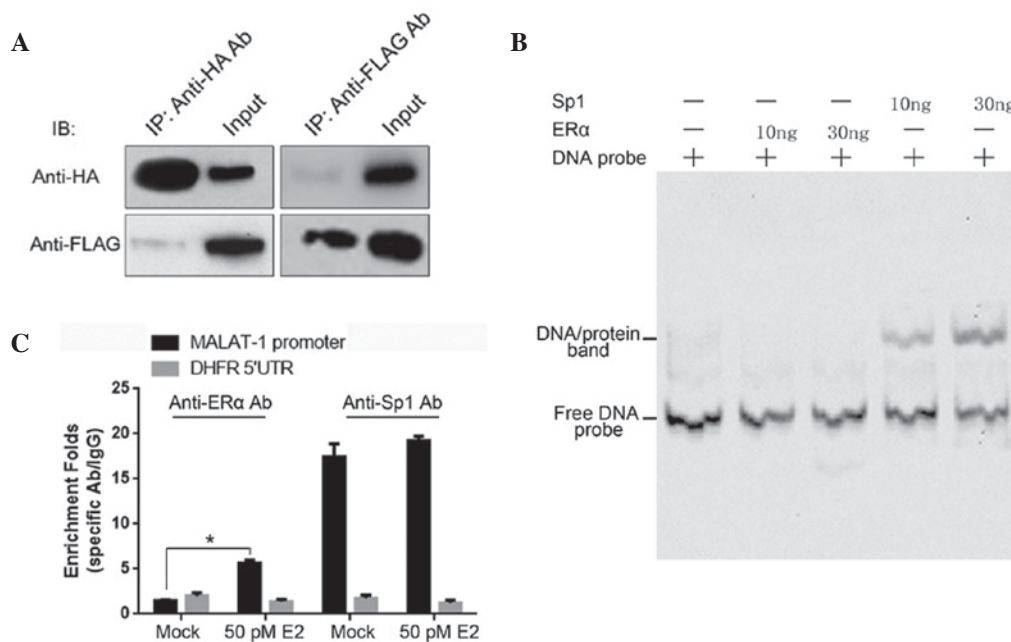 A
IP: Anti-HA Ab
Input
IP: Anti-FLAG Ab
Input
IB:
Anti-HA
Anti-FLAG
B
Sp1 — — — 10ng 30ng
ERα — 10ng 30ng — —
DNA probe + + + + +
DNA/protein
band
Free DNA
probe
C
MALAT-1 promoter
DHFR 5'UTR
Enrichment Folds
(specific Ab/IgG)
25
20
15
10
5
0
Anti-ERα Ab
Anti-Sp1 Ab
*
Mock
50 pM E2
Mock
50 pM E2